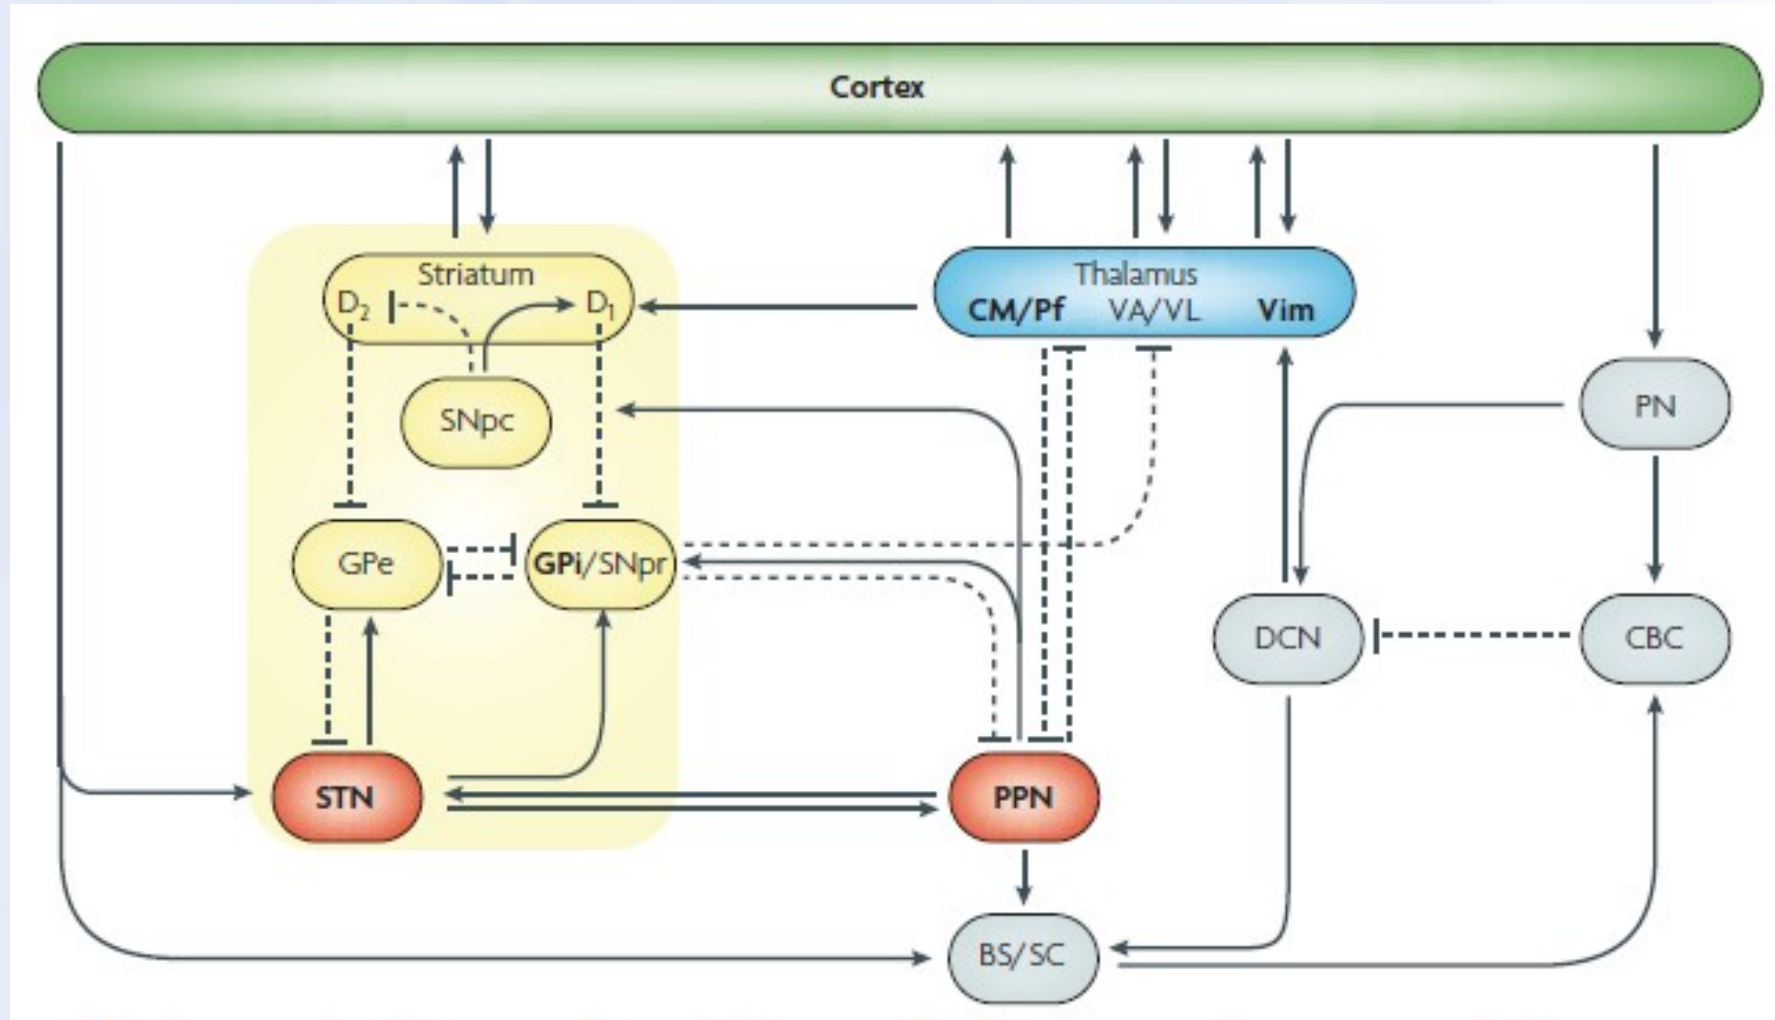 Cortex
Striatum
D2
D1
Thalamus
CM/Pf VA/VL Vim
SNpc
PN
GPe
GPi/SNpr
DCN
CBC
STN
PPN
BS/SC